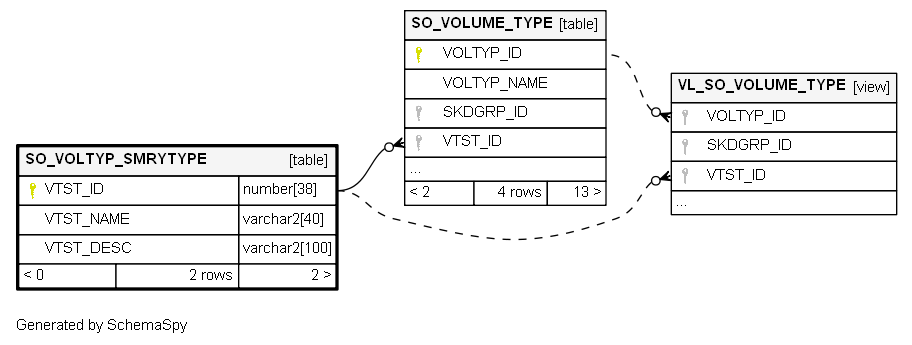 SO_VOLUME_TYPE [table]
VOLTYP_ID
VOLTYP_NAME
SKDGRP_ID
VTST_ID
...
< 2 4 rows 13 >
VL_SO_VOLUME_TYPE [view]
VOLTYP_ID
SKDGRP_ID
VTST_ID
...
SO_VOLTYP_SMRYTYPE [table]
VTST_ID number[38]
VTST_NAME varchar2[40]
VTST_DESC varchar2[100]
< 0 2 rows 2 >
Generated by SchemaSpy